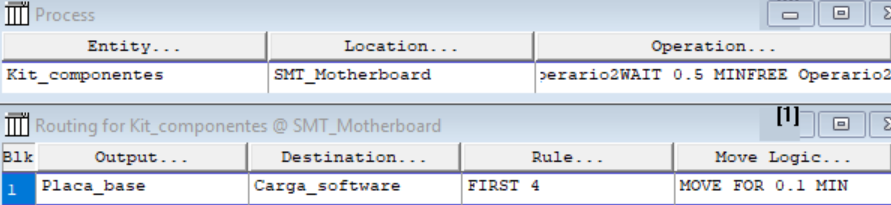 Process
Entity... Location... Operation...
Kit_componentes SMT_Motherboard perario2WAIT 0.5 MINFREE Operario2
[1]
Routing for Kit_componentes @ SMT_Motherboard
Blk Output... Destination... Rule... Move Logic...
1 Placa_base Carga_software FIRST 4 MOVE FOR 0.1 MIN